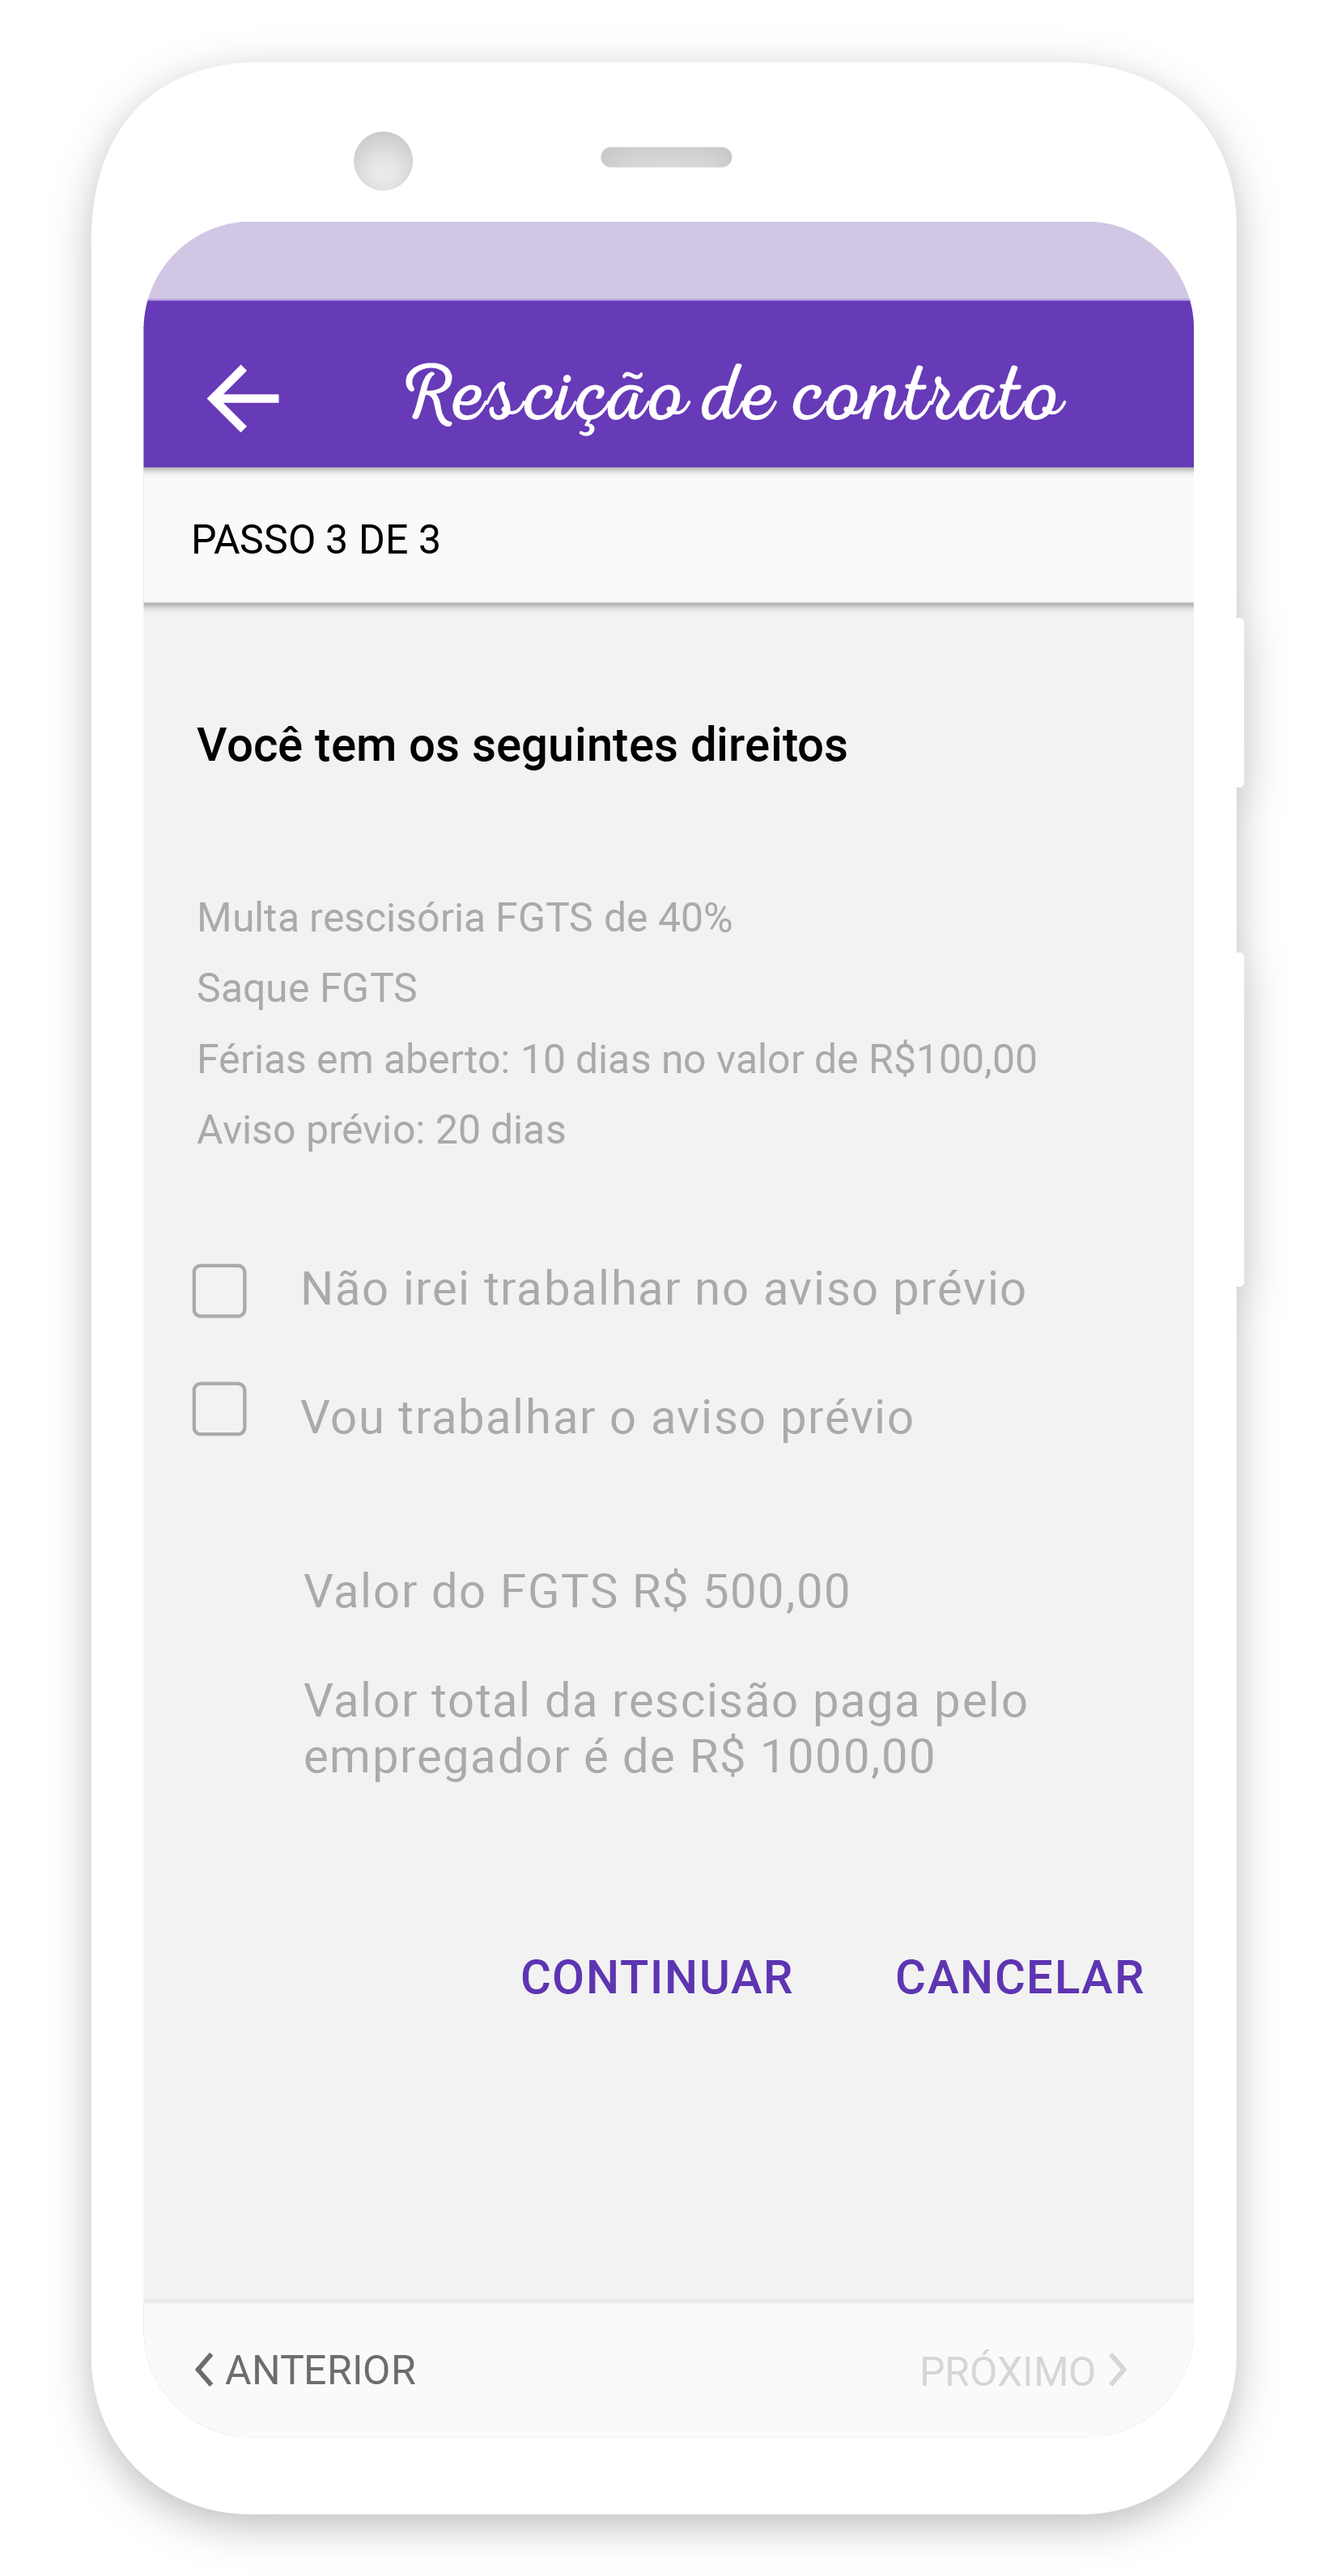 Rescição de contrato
PASSO 3 DE 3
Você tem os seguintes direitos
Multa rescisória FGTS de 40%
Saque FGTS
Férias em aberto: 10 dias no valor de R$100,00
Aviso prévio: 20 dias
Não irei trabalhar no aviso prévio
Vou trabalhar o aviso prévio
Valor do FGTS R$ 500,00
Valor total da rescisão paga pelo
empregador é de R$ 1000,00
CONTINUAR CANCELAR
ANTERIOR PRÓXIMO